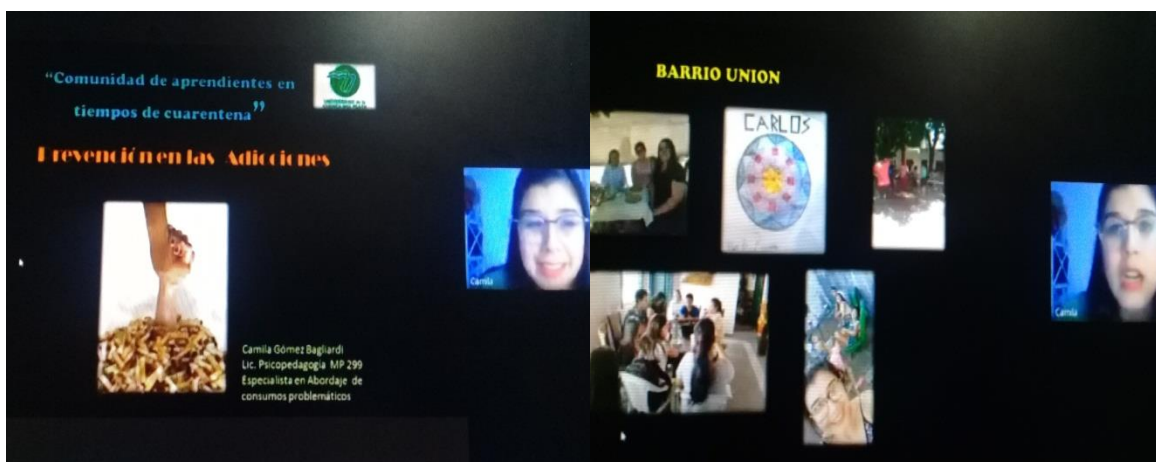 “Comunidad de aprendientes en
tiempos de cuarentena”
Prevención en las Adicciones
Camila
Camila Gómez Bagliardi
Lic. Psicopedagogía MP 299
Especialista en Abordaje de
consumos problemáticos
BARRIO UNION
CARLOS
Camila